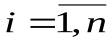 i = \overline{1, n}